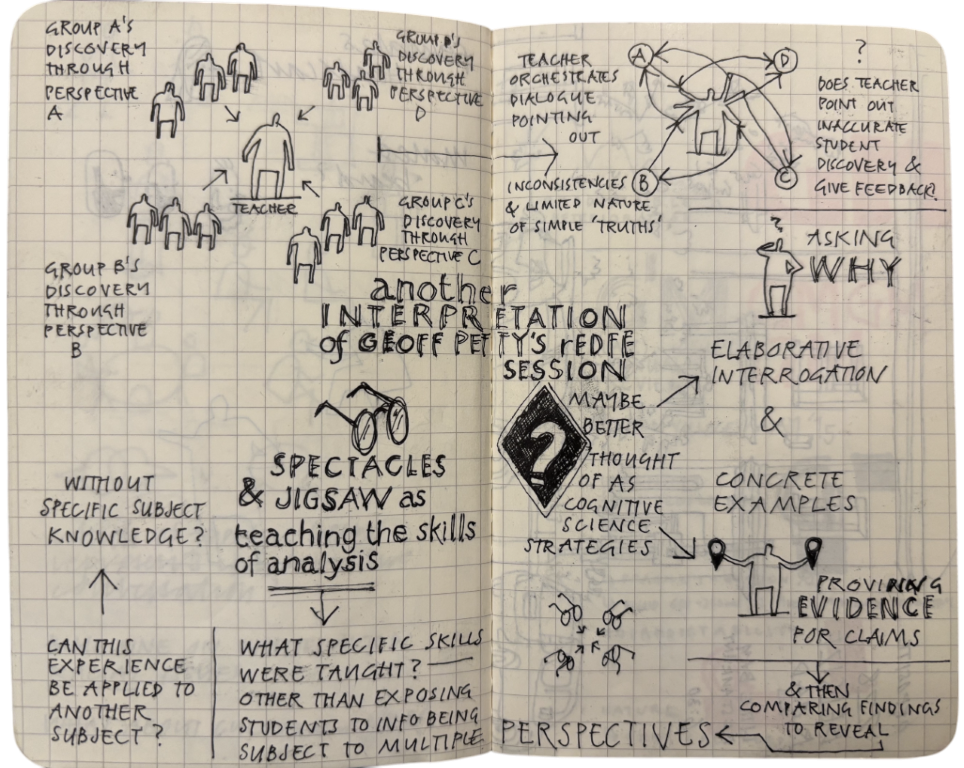 GROUP A'S
DISCOVERY
THROUGH
PERSPECTIVE
A
GROUP D'S
DISCOVERY
THROUGH
PERSPECTIVE
D
TEACHER
GROUP B'S
DISCOVERY
THROUGH
PERSPECTIVE
B
GROUP C'S
DISCOVERY
THROUGH
PERSPECTIVE C
TEACHER
ORCHESTRATES
DIALOGUE
POINTING
OUT
INCONSISTENCIES
& LIMITED NATURE
OF SIMPLE 'TRUTHS'
A
D
B
C
?
DOES TEACHER
POINT OUT
INACCURATE
STUDENT
DISCOVERY &
GIVE FEEDBACK?
another
INTERPRETATION
of GEOFF PETTY'S rEDFE
SESSION
SPECTACLES
& JIGSAW as
teaching the skills
of analysis
WITHOUT
SPECIFIC SUBJECT
KNOWLEDGE?
CAN THIS
EXPERIENCE
BE APPLIED TO
ANOTHER
SUBJECT?
WHAT SPECIFIC SKILLS
WERE TAUGHT?
OTHER THAN EXPOSING
STUDENTS TO INFO BEING
SUBJECT TO MULTIPLE
PERSPECTIVES
?
MAYBE
BETTER
THOUGHT
OF AS
COGNITIVE
SCIENCE
STRATEGIES
?
ASKING
WHY
ELABORATIVE
INTERROGATION
&
CONCRETE
EXAMPLES
PROVIDING
EVIDENCE
FOR CLAIMS
& THEN
COMPARING FINDINGS
TO REVEAL